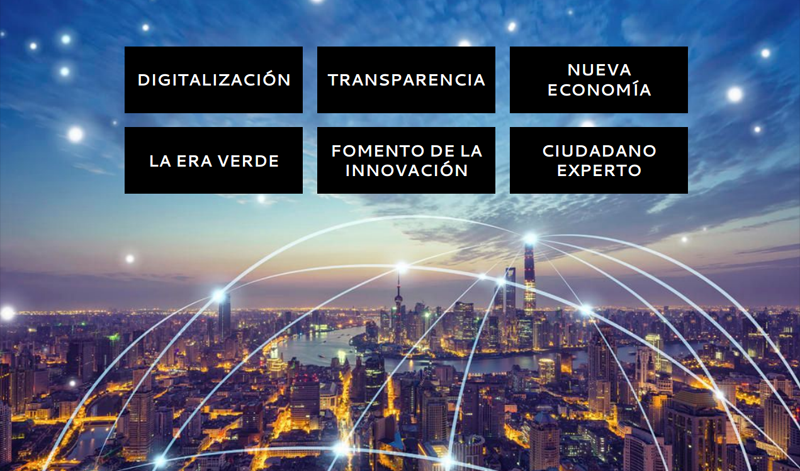 DIGITALIZACIÓN
TRANSPARENCIA
NUEVA
ECONOMÍA
LA ERA VERDE
FOMENTO DE LA
INNOVACIÓN
CIUDADANO
EXPERTO